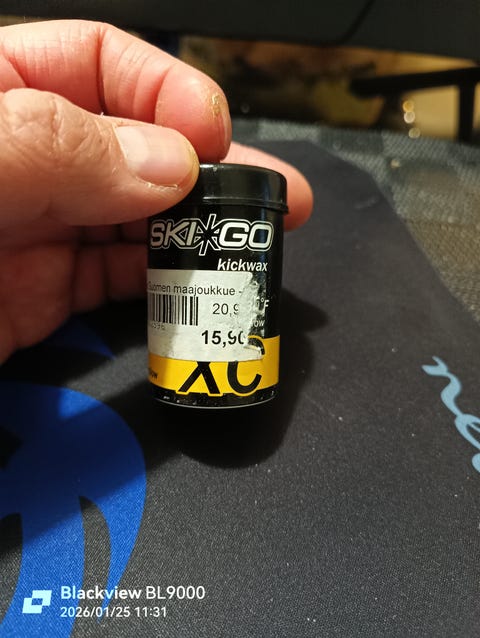 SKI*GO
kickwax
Suomen maajoukkue -
20,9
°F
15,90
XC
Blackview BL9000
2026/01/25 11:31